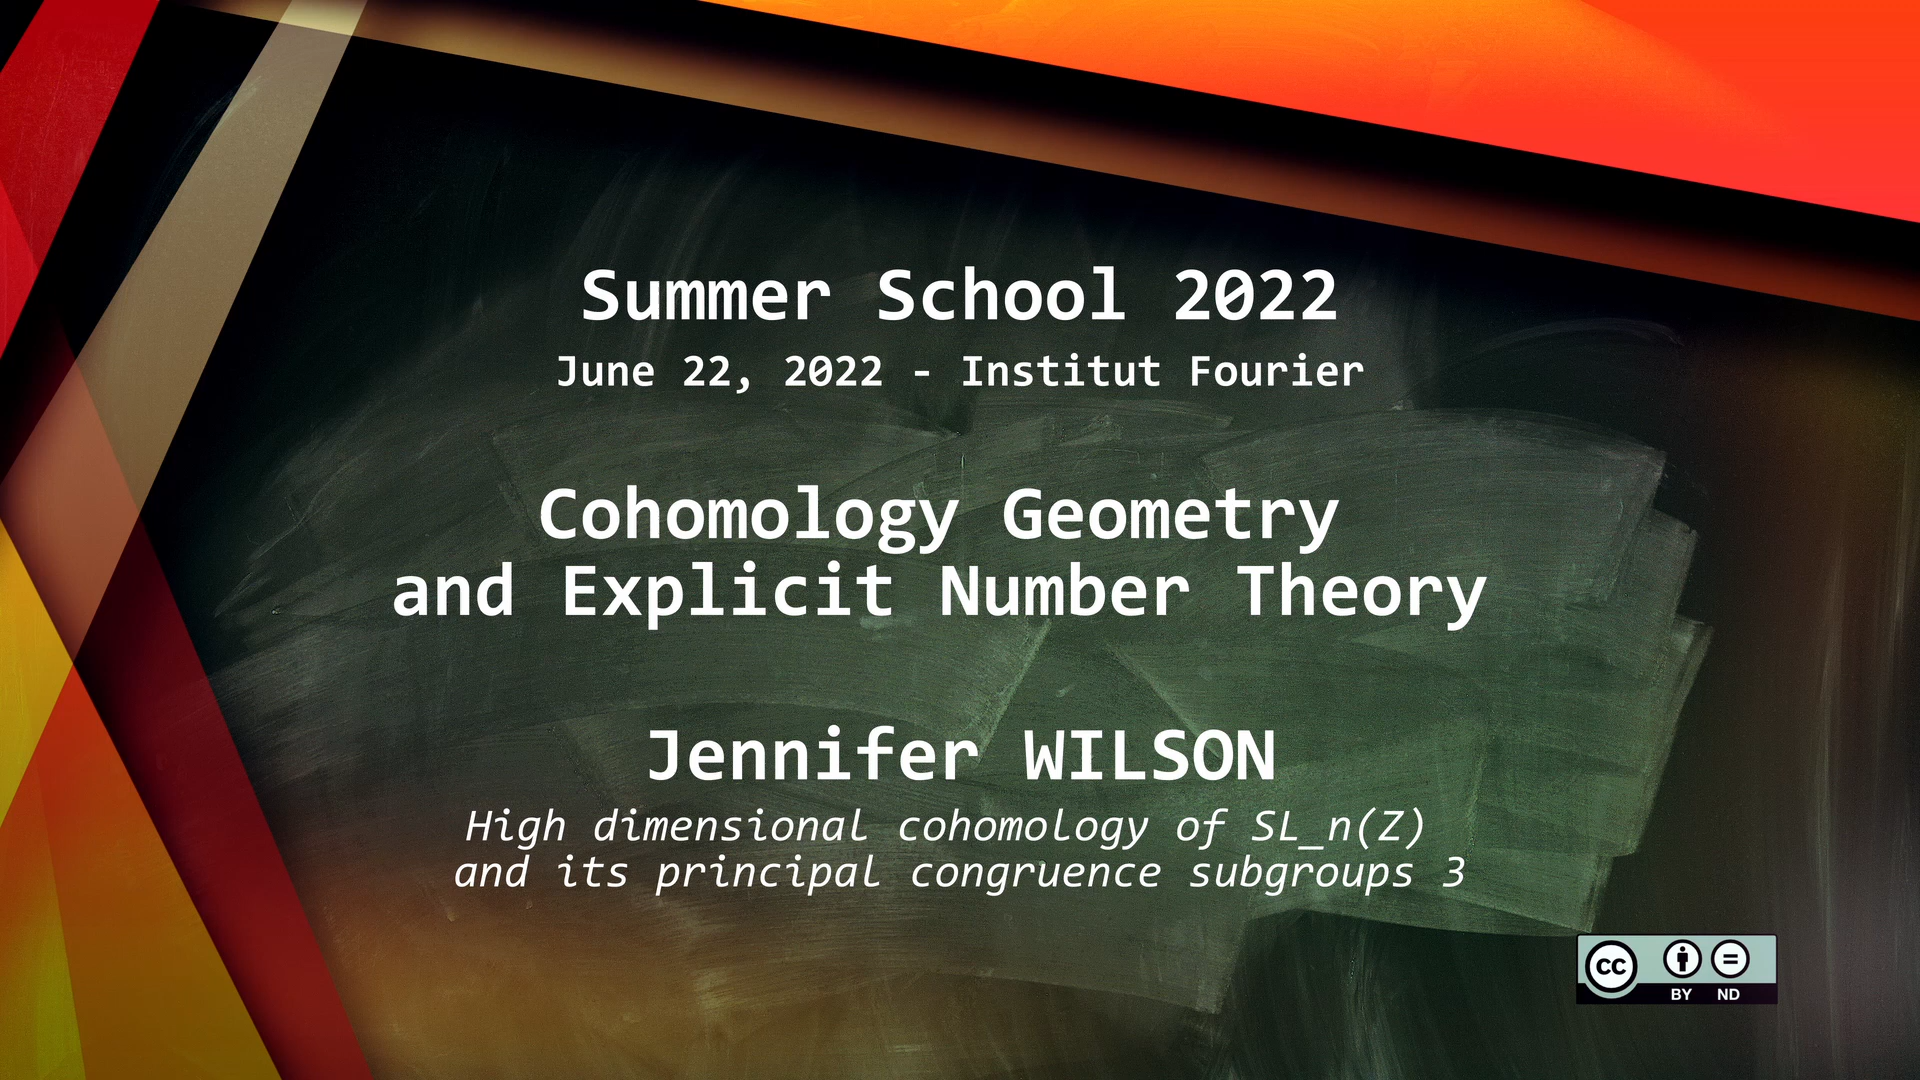 Summer School 2022
June 22, 2022 - Institut Fourier
Cohomology Geometry
and Explicit Number Theory
Jennifer WILSON
High dimensional cohomology of SL_n(Z)
and its principal congruence subgroups 3
cc
BY ND